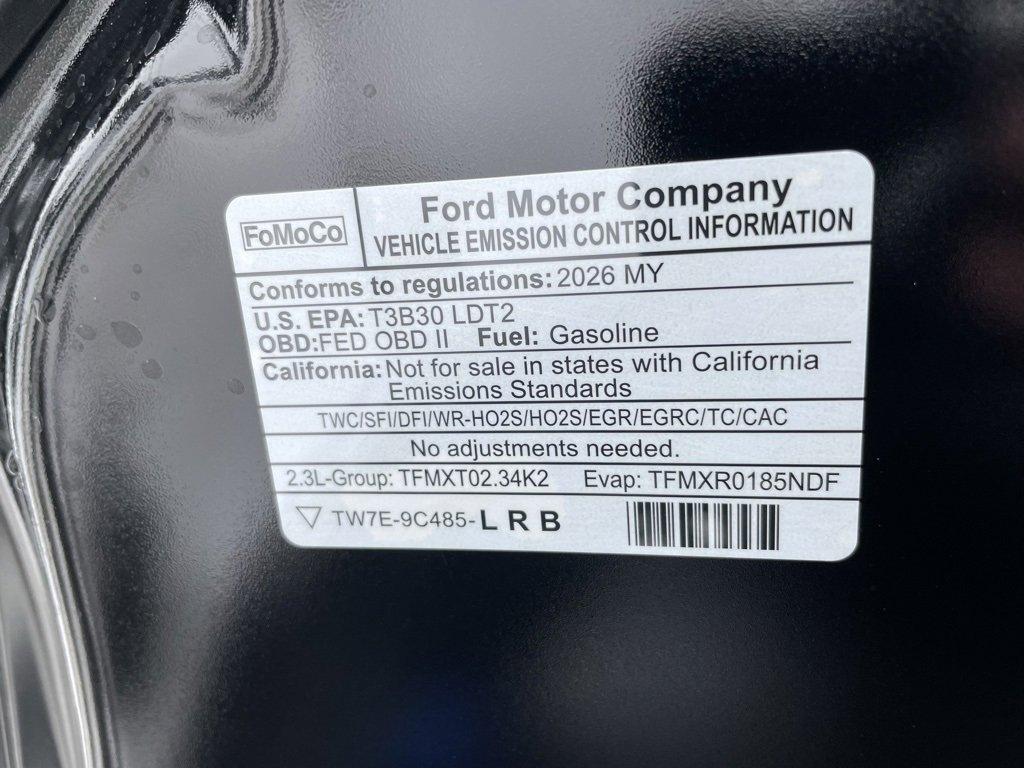 FoMoCo
Ford Motor Company
VEHICLE EMISSION CONTROL INFORMATION
Conforms to regulations: 2026 MY
U.S. EPA: T3B30 LDT2
OBD:FED OBD II Fuel: Gasoline
California: Not for sale in states with California
Emissions Standards
TWC/SFI/DFI/WR-HO2S/HO2S/EGR/EGRC/TC/CAC
No adjustments needed.
2.3L-Group: TFMXT02.34K2 Evap: TFMXR0185NDF
TW7E-9C485-LRB